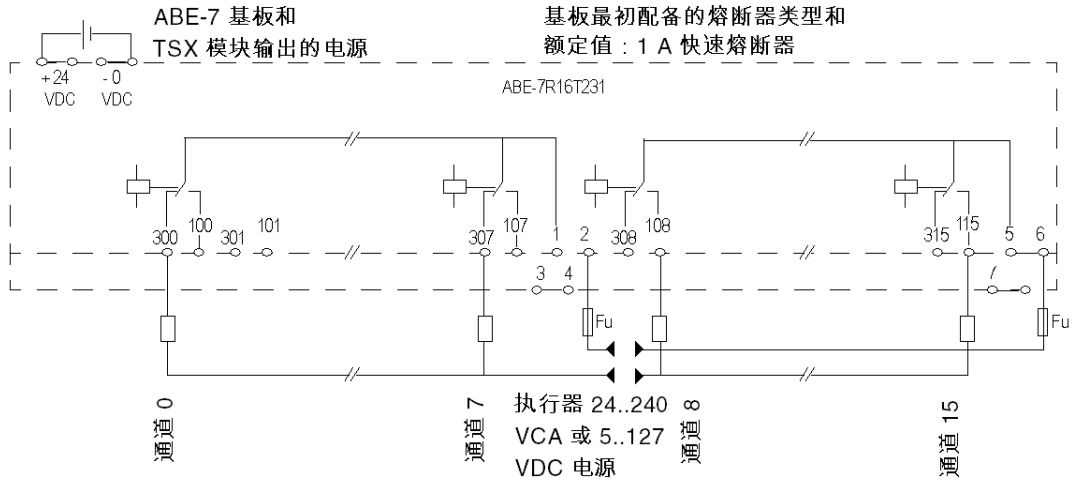 ABE-7 基板和
TSX 模块输出的电源
基板最初配备的熔断器类型和
额定值：1 A 快速熔断器
+24
VDC
-0
VDC
ABE-7R16T231
300
100
301
101
307
107
1
2
308
108
315
115
5
6
3
4
7
Fu
Fu
通道 0
通道 7
执行器 24..240
VCA 或 5..127
VDC 电源
通道 8
通道 15